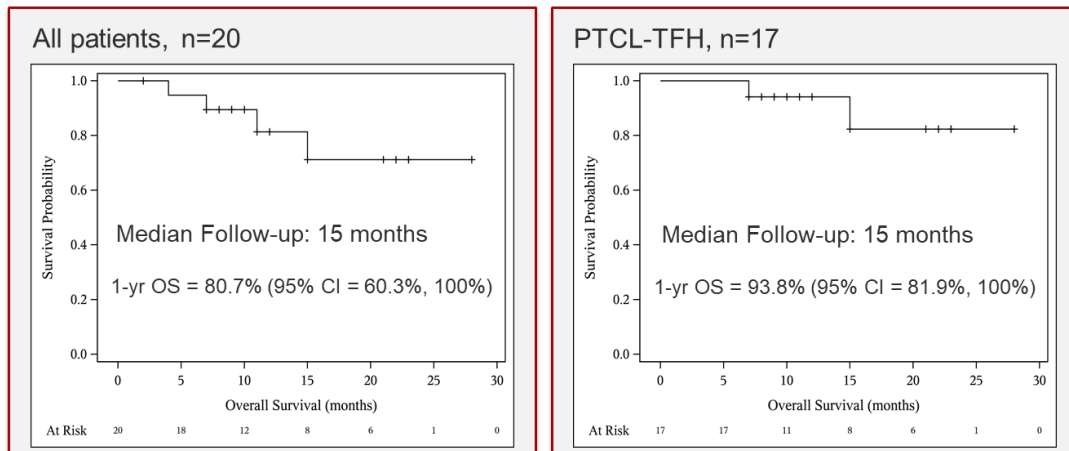 All patients, n=20
1.0
0.8
0.6
0.4
0.2
0.0
Survival Probability
Median Follow-up: 15 months
1-yr OS = 80.7% (95% CI = 60.3%, 100%)
0 5 10 15 20 25 30
Overall Survival (months)
At Risk 20 18 12 8 6 1 0
PTCL-TFH, n=17
1.0
0.8
0.6
0.4
0.2
0.0
Survival Probability
Median Follow-up: 15 months
1-yr OS = 93.8% (95% CI = 81.9%, 100%)
0 5 10 15 20 25 30
Overall Survival (months)
At Risk 17 17 11 8 6 1 0